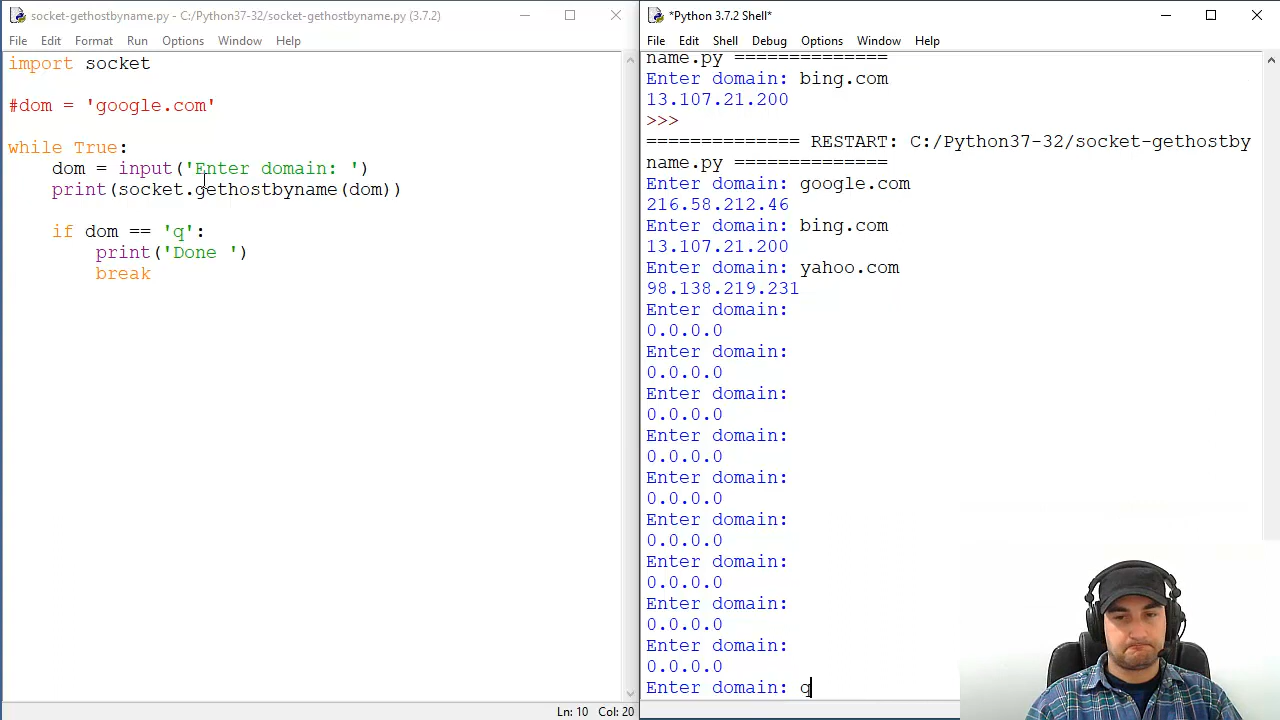 socket-gethostbyname.py - C:/Python37-32/socket-gethostbyname.py (3.7.2)
File Edit Format Run Options Window Help
import socket
#dom = 'google.com'
while True:
dom = input('Enter domain: ')
print(socket.gethostbyname(dom))
if dom == 'q':
print('Done ')
break
Ln: 10 Col: 20
*Python 3.7.2 Shell*
File Edit Shell Debug Options Window Help
name.py ==============
Enter domain: bing.com
13.107.21.200
>>>
============== RESTART: C:/Python37-32/socket-gethostby
name.py ==============
Enter domain: google.com
216.58.212.46
Enter domain: bing.com
13.107.21.200
Enter domain: yahoo.com
98.138.219.231
Enter domain:
0.0.0.0
Enter domain:
0.0.0.0
Enter domain:
0.0.0.0
Enter domain:
0.0.0.0
Enter domain:
0.0.0.0
Enter domain:
0.0.0.0
Enter domain:
0.0.0.0
Enter domain:
0.0.0.0
Enter domain:
0.0.0.0
Enter domain: q